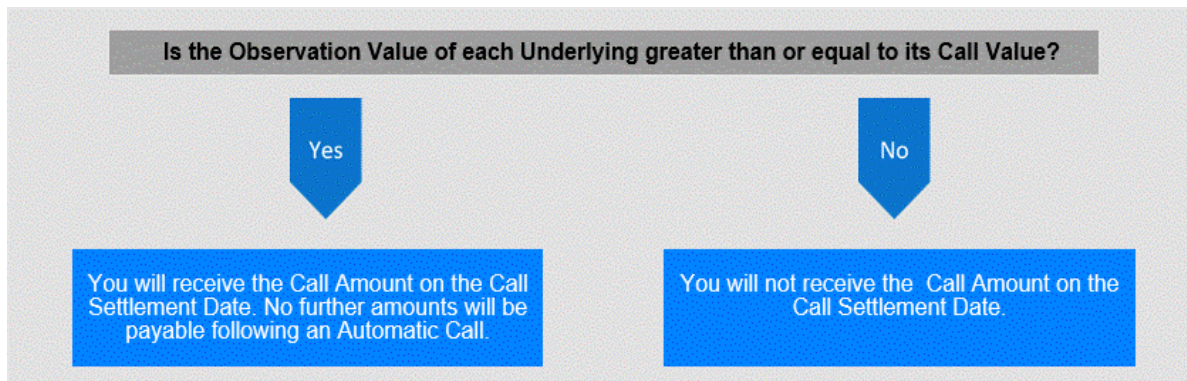 Is the Observation Value of each Underlying greater than or equal to its Call Value?
Yes
No
You will receive the Call Amount on the Call
Settlement Date. No further amounts will be
payable following an Automatic Call.
You will not receive the  Call Amount on the
Call Settlement Date.